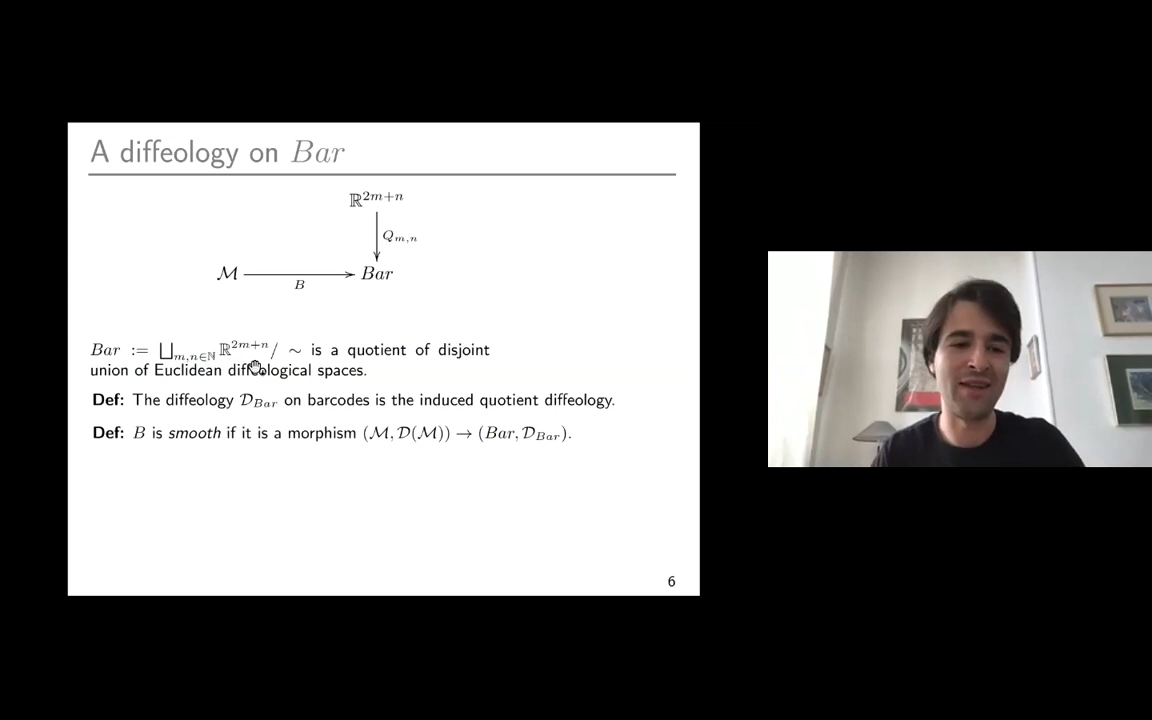 A diffeology on Bar
ℝ^{2m+n}
Q_{m,n}
ℳ Bar
B
Bar := ⨆_{m,n∈ℕ} ℝ^{2m+n}/ ∼ is a quotient of disjoint
union of Euclidean diffeological spaces.
Def: The diffeology 𝒟_{Bar} on barcodes is the induced quotient diffeology.
Def: B is smooth if it is a morphism (ℳ, 𝒟(ℳ)) → (Bar, 𝒟_{Bar}).
6